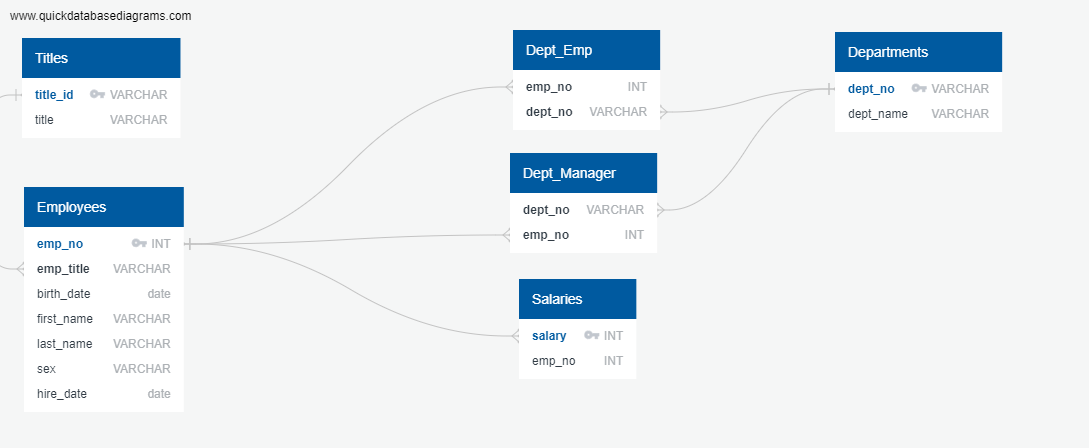 www.quickdatabasediagrams.com
Titles
title_id VARCHAR
title VARCHAR
Employees
emp_no INT
emp_title VARCHAR
birth_date date
first_name VARCHAR
last_name VARCHAR
sex VARCHAR
hire_date date
Dept_Emp
emp_no INT
dept_no VARCHAR
Dept_Manager
dept_no VARCHAR
emp_no INT
Salaries
salary INT
emp_no INT
Departments
dept_no VARCHAR
dept_name VARCHAR